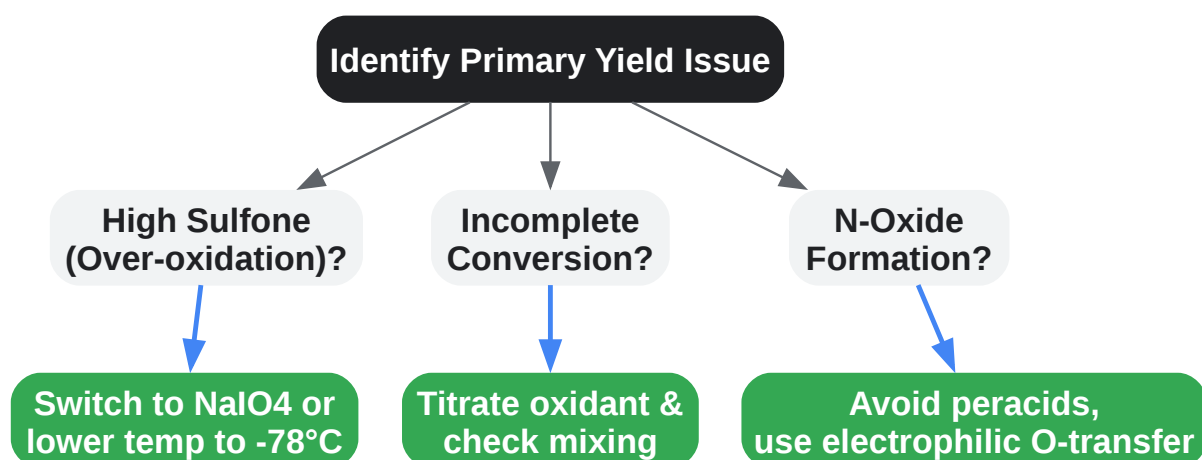 Identify Primary Yield Issue
High Sulfone
(Over-oxidation)?
Incomplete
Conversion?
N-Oxide
Formation?
Switch to NaIO4 or
lower temp to -78°C
Titrate oxidant &
check mixing
Avoid peracids,
use electrophilic O-transfer